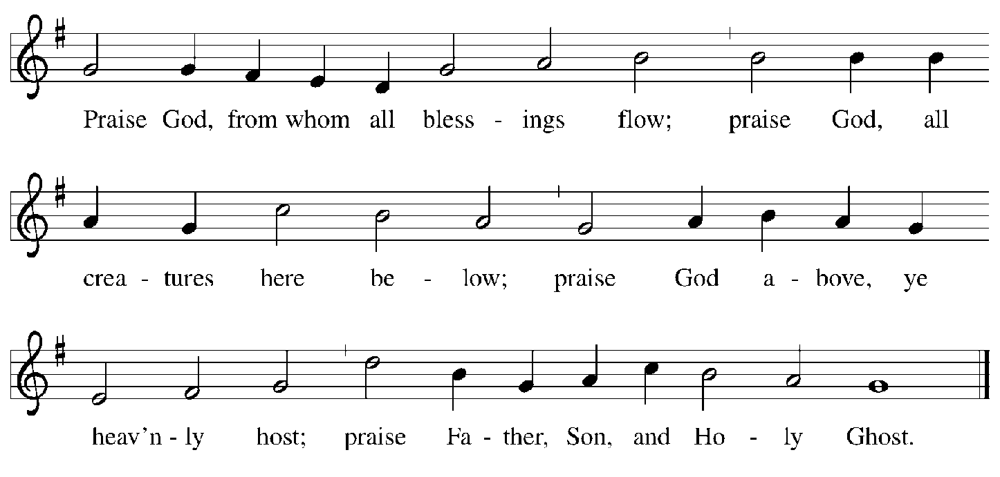 Praise God, from whom all bless - ings flow; praise God, all
crea - tures here be - low; praise God a - bove, ye
heav'n - ly host; praise Fa - ther, Son, and Ho - ly Ghost.